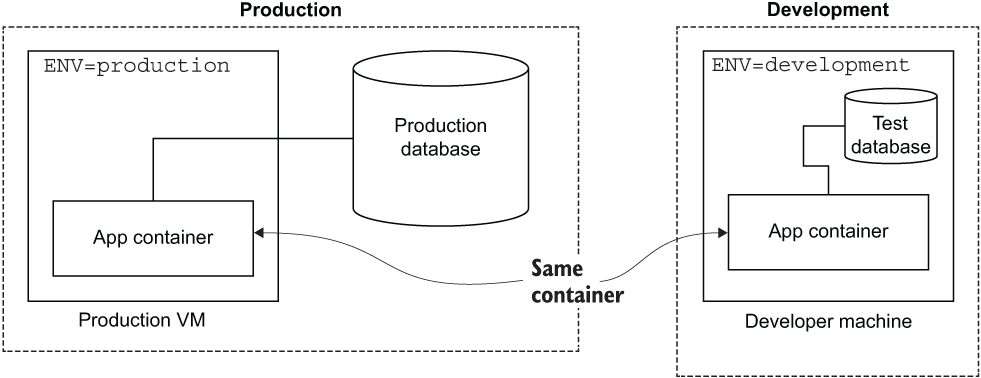 Production
ENV=production
Production
database
App container
Production VM
Same
container
Development
ENV=development
Test
database
App container
Developer machine